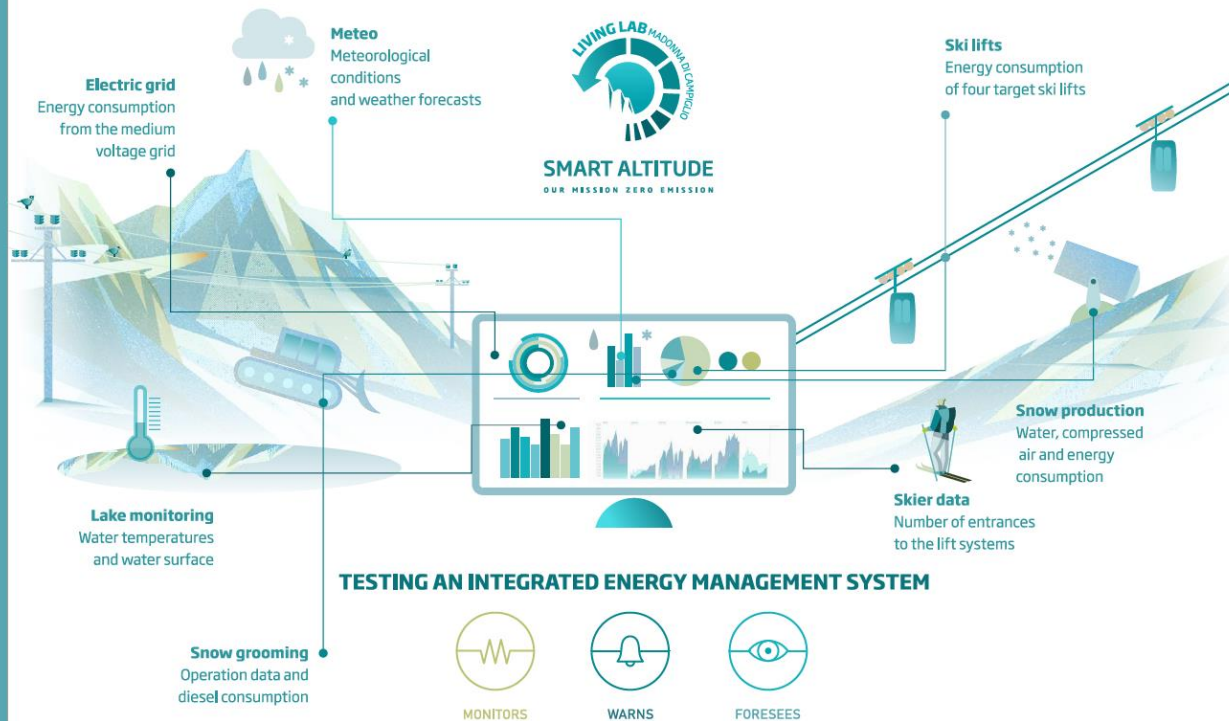 Meteo
Meteorological
conditions
and weather forecasts
Electric grid
Energy consumption
from the medium
voltage grid
LIVING LAB MADONNA DI CAMPIGLIO
SMART ALTITUDE
OUR MISSION ZERO EMISSION
Ski lifts
Energy consumption
of four target ski lifts
Snow production
Water, compressed
air and energy
consumption
Skier data
Number of entrances
to the lift systems
Lake monitoring
Water temperatures
and water surface
TESTING AN INTEGRATED ENERGY MANAGEMENT SYSTEM
Snow grooming
Operation data and
diesel consumption
MONITORS
WARNS
FORESEES